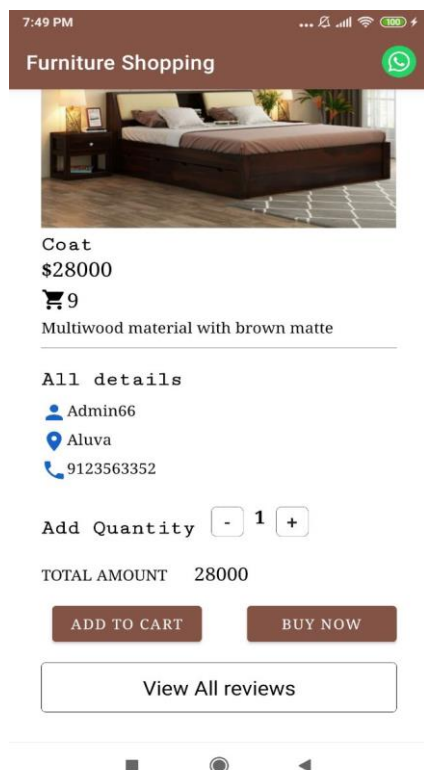 7:49 PM
100
Furniture Shopping
Coat
$28000
9
Multiwood material with brown matte
All details
Admin66
Aluva
9123563352
Add Quantity - 1 +
TOTAL AMOUNT 28000
ADD TO CART BUY NOW
View All reviews